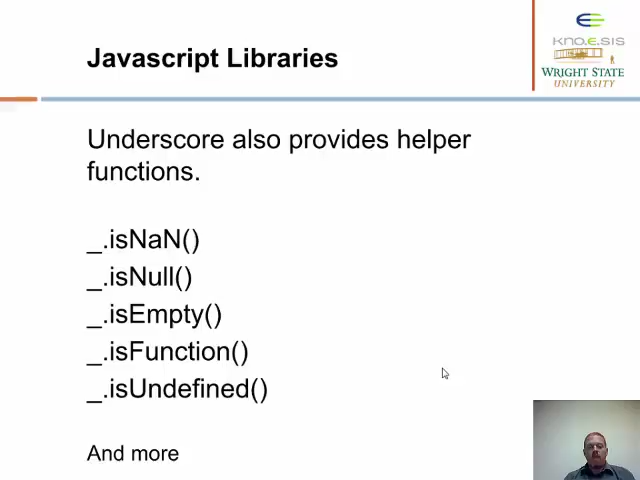 Javascript Libraries
KNO.E.SIS
WRIGHT STATE
UNIVERSITY
Underscore also provides helper
functions.
_.isNaN()
_.isNull()
_.isEmpty()
_.isFunction()
_.isUndefined()
And more